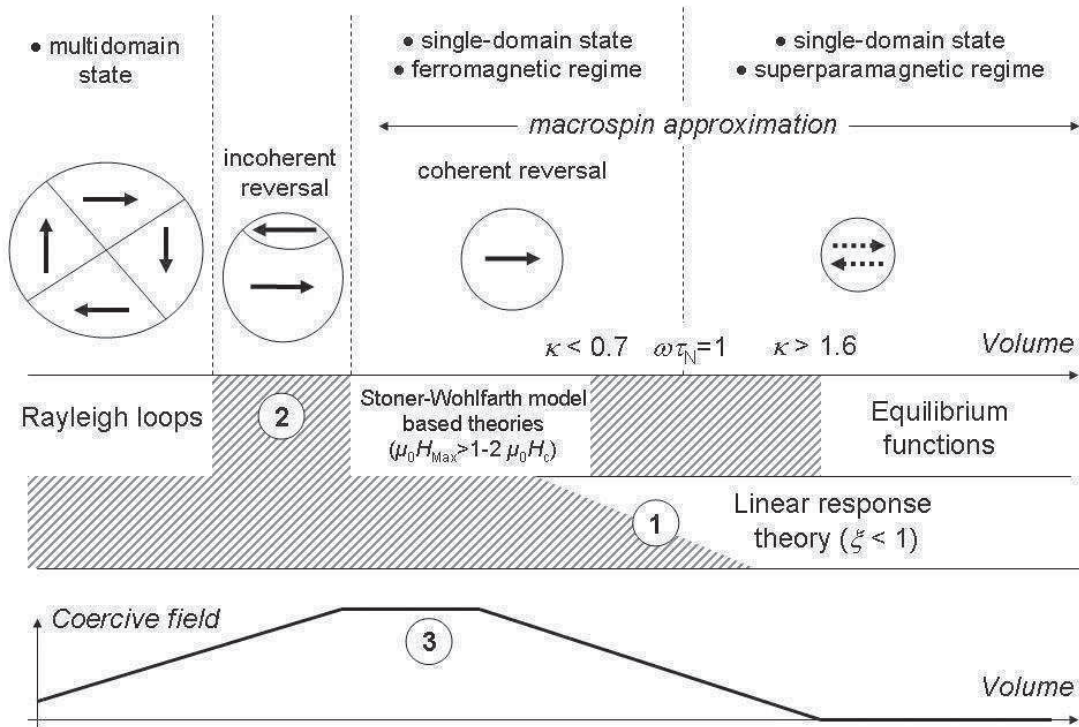 • multidomain
state
• single-domain state
• ferromagnetic regime
• single-domain state
• superparamagnetic regime
macrospin approximation
incoherent
reversal
coherent reversal
κ < 0.7
ωτN=1
κ > 1.6
Volume
Rayleigh loops
2
Stoner-Wohlfarth model
based theories
(μ0HMax>1-2 μ0Hc)
Equilibrium
functions
1
Linear response
theory (ξ < 1)
Coercive field
3
Volume